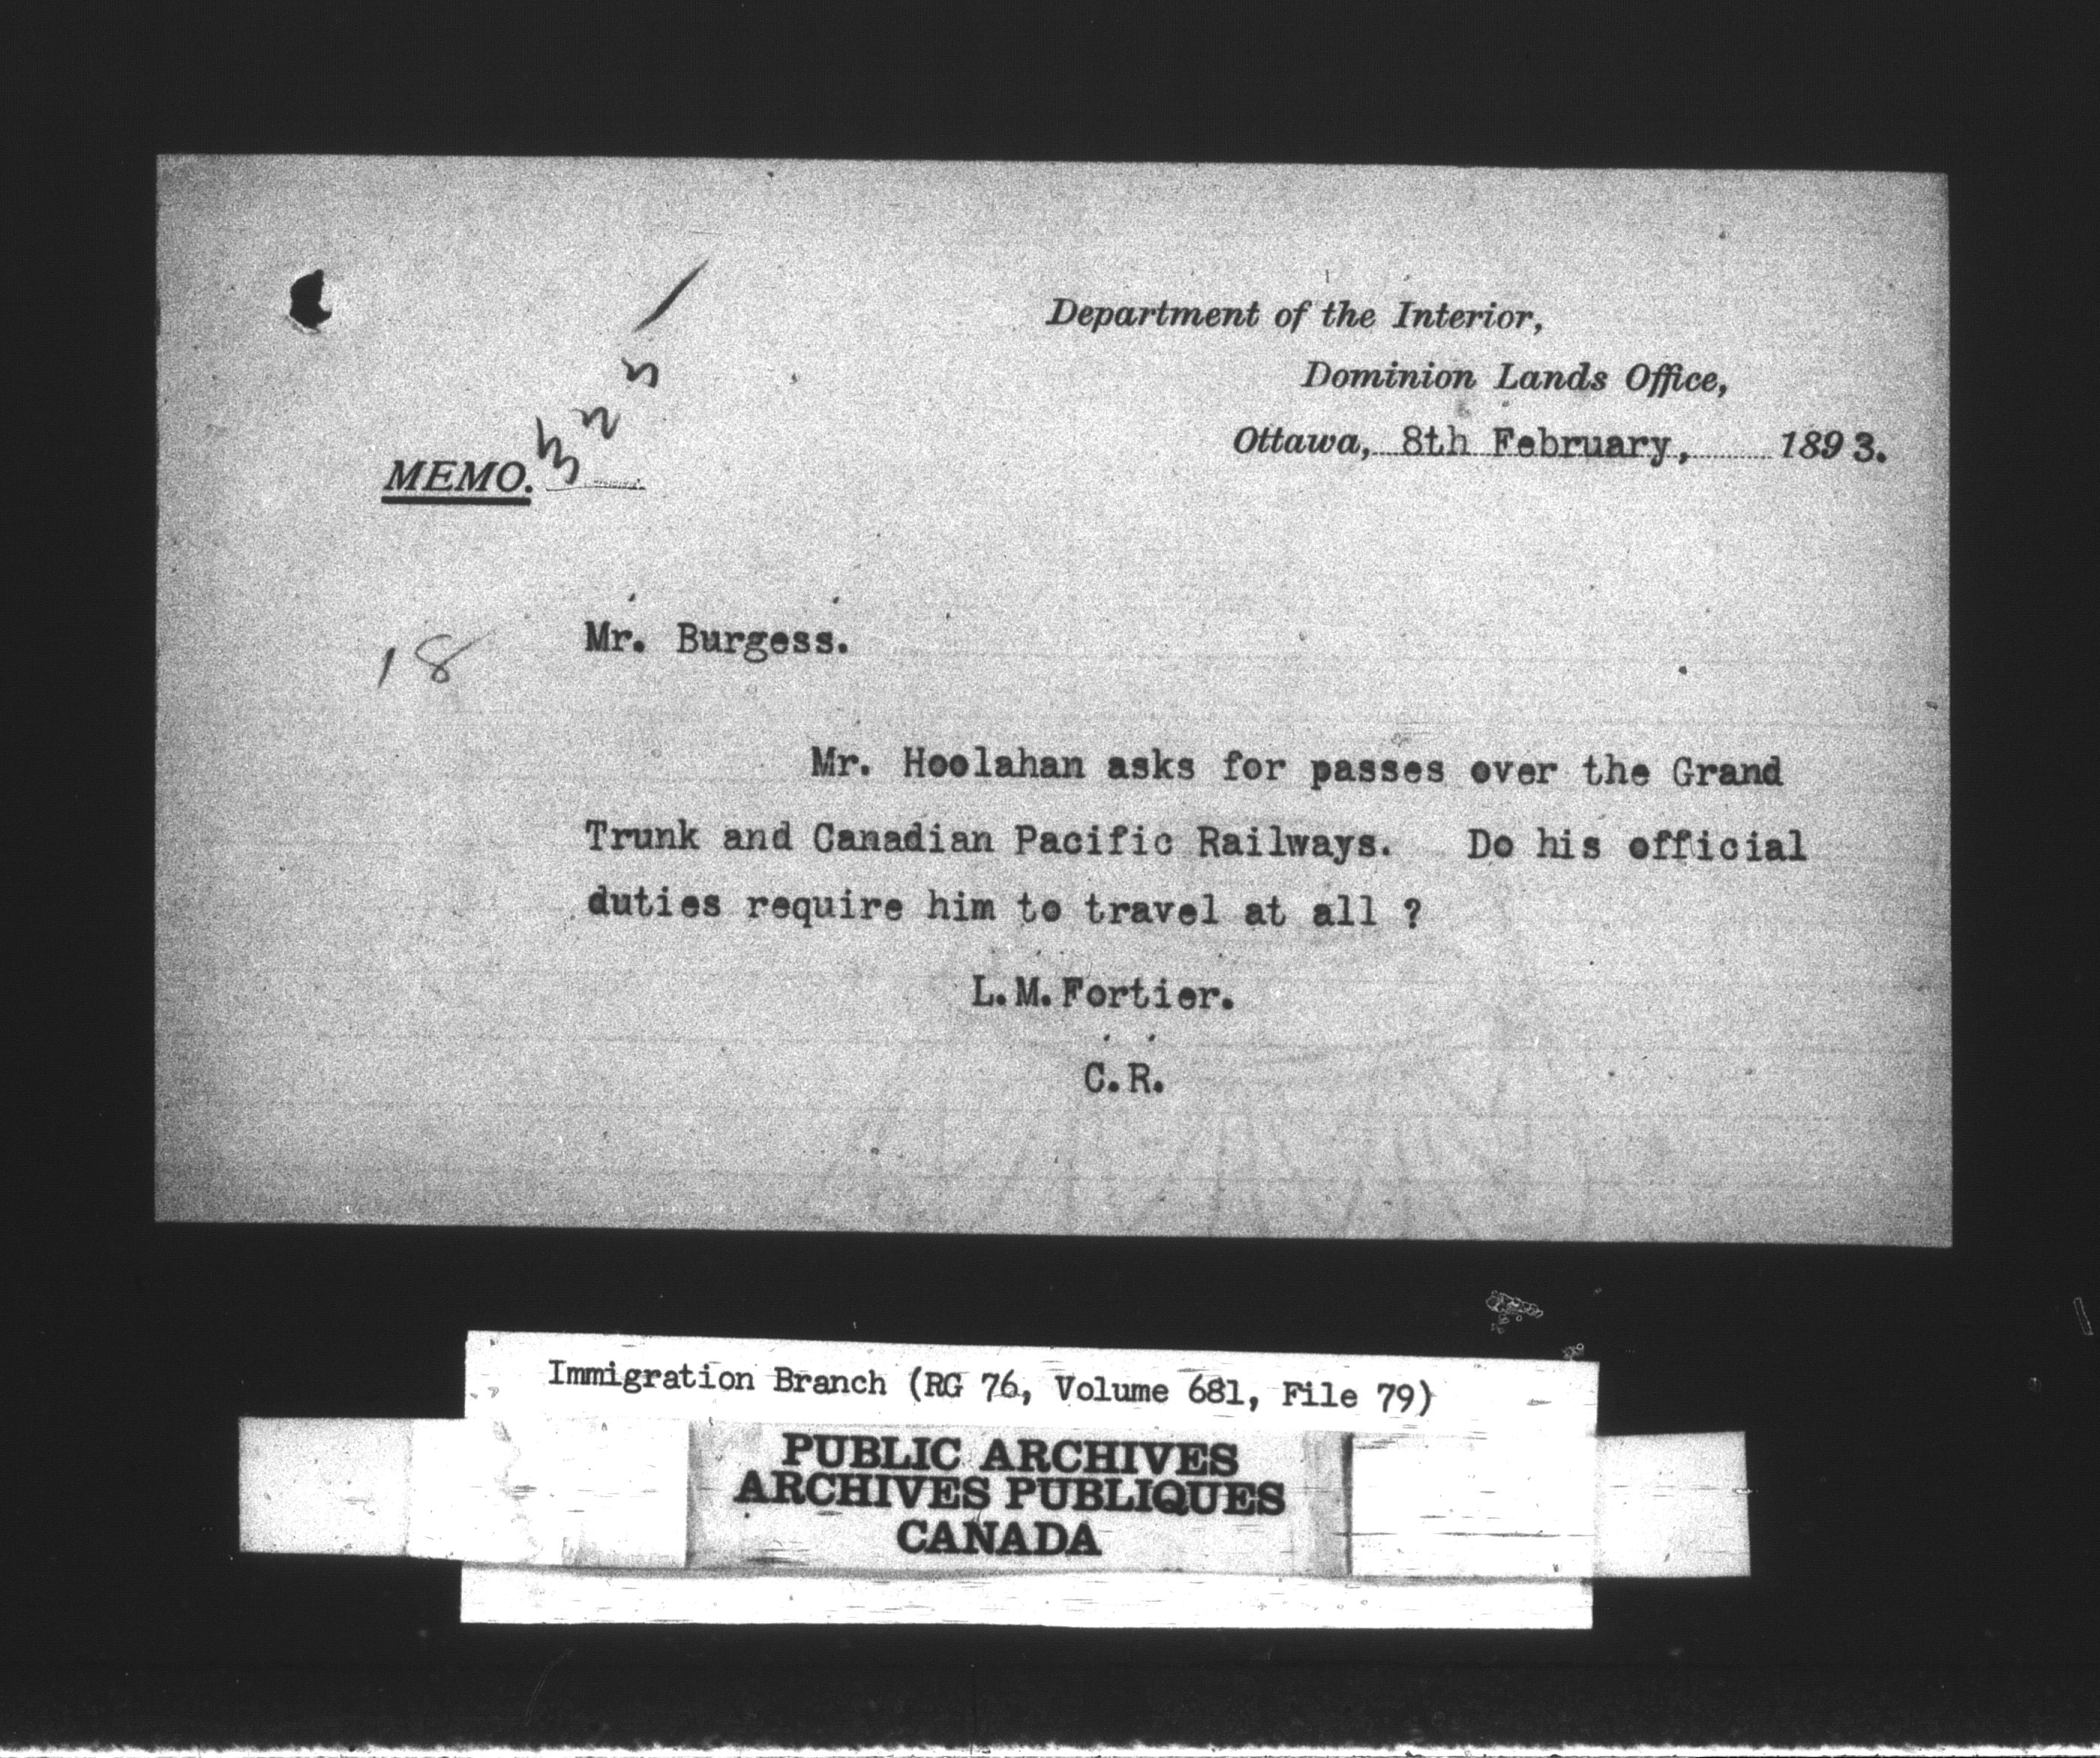 Department of the Interior,
Dominion Lands Office,
Ottawa, 8th February, 1893.
MEMO.
18
Mr. Burgess.
Mr. Hoolahan asks for passes over the Grand
Trunk and Canadian Pacific Railways. Do his official
duties require him to travel at all ?
L.M.Fortier.
C.R.
Immigration Branch (RG 76, Volume 681, File 79)
PUBLIC ARCHIVES
ARCHIVES PUBLIQUES
CANADA